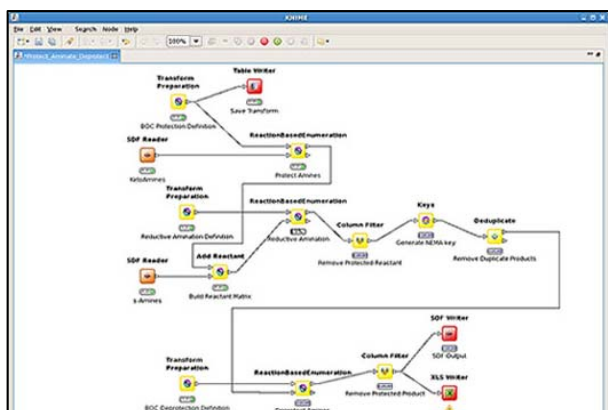 KNIME
File Edit View Search Node Help
100%
*Protect_Aminate_Deprotect
Transform
Preparation
BOC Protection Definition
Table Writer
Save Transform
SDF Reader
KetoAmines
ReactionBasedEnumeration
Protect Amines
Transform
Preparation
Reductive Amination Definition
ReactionBasedEnumeration
Reductive Amination
Column Filter
Remove Protected Reactant
Keys
Generate NEMA key
Deduplicate
Remove Duplicate Products
SDF Reader
Add Reactant
Build Reactant Matrix
Transform
Preparation
BOC Deprotection Definition
ReactionBasedEnumeration
Deprotect Amines
Column Filter
Remove Protected Product
SDF Writer
SDF Output
XLS Writer